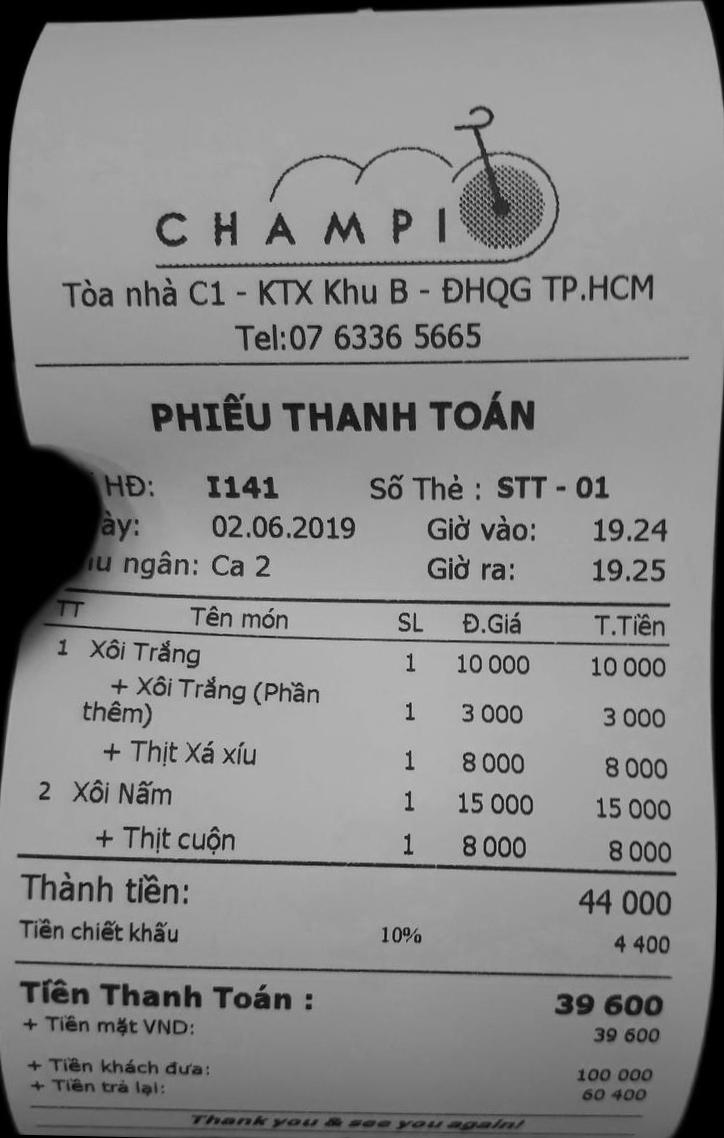 CHAMPI
Tòa nhà C1 - KTX Khu B - ĐHQG TP.HCM
Tel:07 6336 5665
PHIẾU THANH TOÁN
HĐ: I141 Số Thẻ : STT - 01
02.06.2019 Giờ vào: 19.24
ngân: Ca 2 Giờ ra: 19.25
TT Tên món SL Đ.Giá T.Tiền
1 Xôi Trắng 1 10 000 10 000
+ Xôi Trắng (Phần
thêm) 1 3 000 3 000
+ Thịt Xá xíu 1 8 000 8 000
2 Xôi Nấm 1 15 000 15 000
+ Thịt cuộn 1 8 000 8 000
Thành tiền: 44 000
Tiền chiết khấu 10% 4 400
Tiền Thanh Toán : 39 600
+ Tiền mặt VND: 39 600
+ Tiền khách đưa: 100 000
+ Tiền trả lại: 60 400
Thank you & see you again!